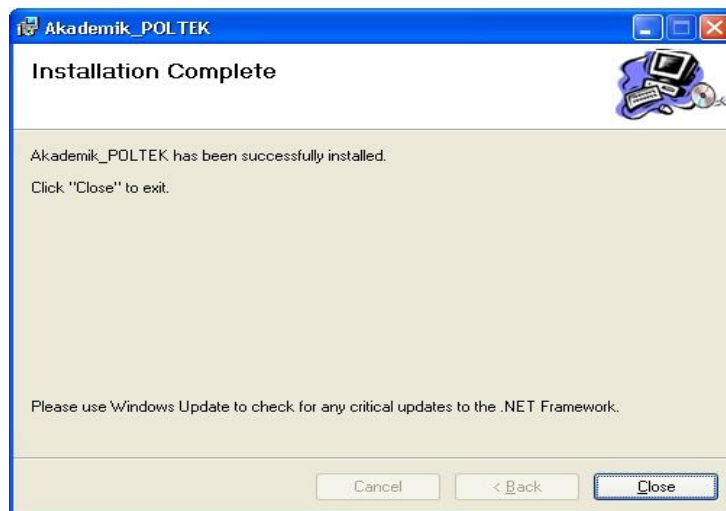 Akademik_POLTEK
Installation Complete
Akademik_POLTEK has been successfully installed.
Click "Close" to exit.
Please use Windows Update to check for any critical updates to the .NET Framework.
Cancel
< Back
Close